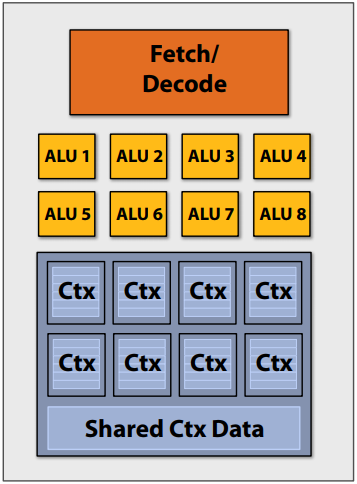 Fetch/
Decode
ALU 1 ALU 2 ALU 3 ALU 4
ALU 5 ALU 6 ALU 7 ALU 8
Ctx Ctx Ctx Ctx
Ctx Ctx Ctx Ctx
Shared Ctx Data